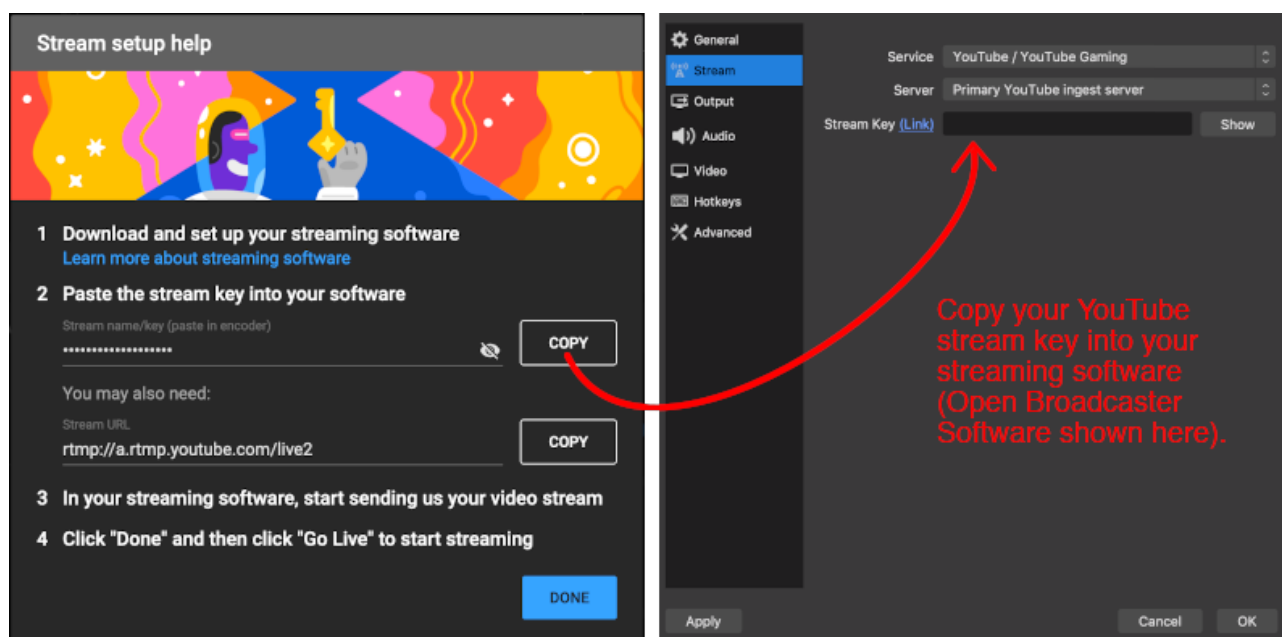 Stream setup help
1 Download and set up your streaming software
Learn more about streaming software
2 Paste the stream key into your software
Stream name/key (paste in encoder)
•••••••••••••••••••
COPY
You may also need:
Stream URL
rtmp://a.rtmp.youtube.com/live2
COPY
3 In your streaming software, start sending us your video stream
4 Click "Done" and then click "Go Live" to start streaming
DONE
General
Stream
Output
Audio
Video
Hotkeys
Advanced
Service YouTube / YouTube Gaming
Server Primary YouTube ingest server
Stream Key (Link) Show
Copy your YouTube
stream key into your
streaming software
(Open Broadcaster
Software shown here).
Apply Cancel OK